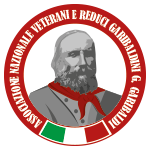 ASSOCIAZIONE NAZIONALE VETERANI E REDUCI GARIBALDINI G. GARIBALDI